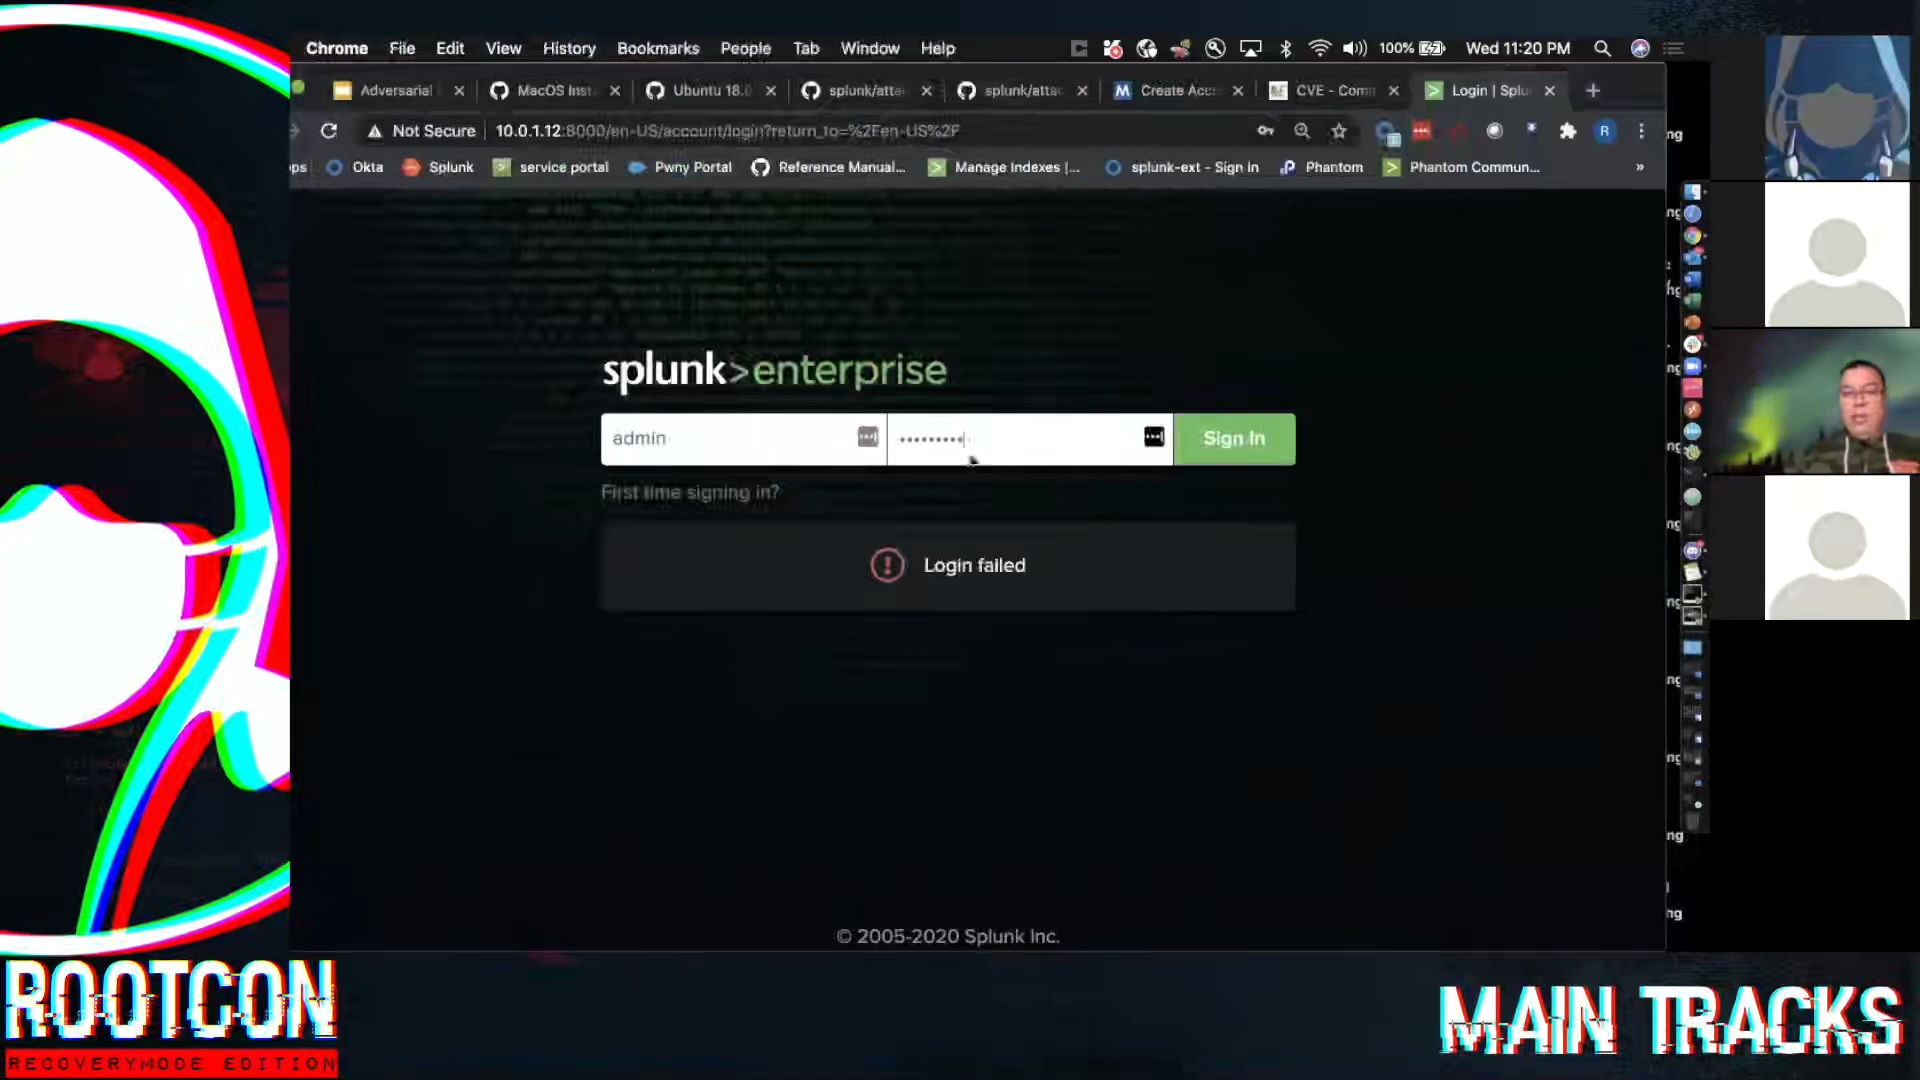 Chrome File Edit View History Bookmarks People Tab Window Help 100% Wed 11:20 PM
Adversarial MacOS Inst Ubuntu 18.0 splunk/atta splunk/attac Create Acc CVE - Com Login | Splu
Not Secure 10.0.1.12:8000/en-US/account/login?return_to=%2Fen-US%2F R
ps Okta Splunk service portal Pwny Portal Reference Manual... Manage Indexes |... splunk-ext - Sign In Phantom Phantom Commun... »
splunk>enterprise
admin ••••••••• Sign In
First time signing in?
Login failed
© 2005-2020 Splunk Inc.
ROOTCON
RECOVERYMODE EDITION
MAIN TRACKS